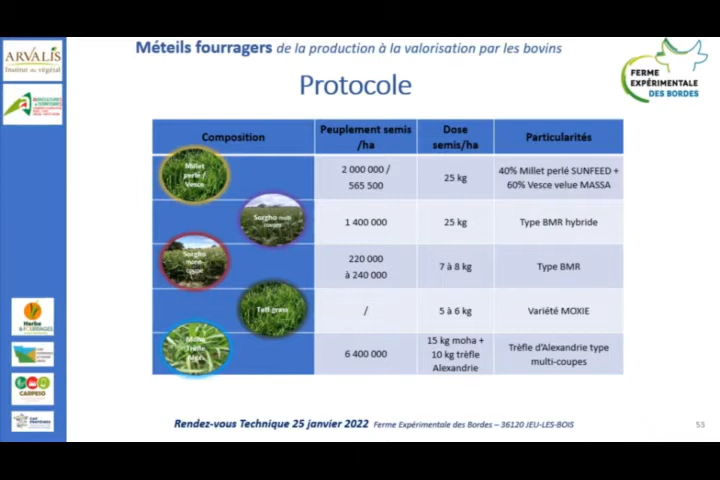 Méteils fourragers de la production à la valorisation par les bovins
ARVALIS
Institut du végétal
FERME
EXPÉRIMENTALE
DES BORDES
Protocole
Composition
Peuplement semis
/ha
Dose
semis/ha
Particularités
Millet
perlé /
Vesce
2 000 000 /
565 500
25 kg
40% Millet perlé SUNFEED +
60% Vesce velue MASSA
Sorgho multi
1 400 000
25 kg
Type BMR hybride
Sorgho
220 000
à 240 000
7 à 8 kg
Type BMR
Teff grass
/
5 à 6 kg
Variété MOXIE
Moha
Trèfle
6 400 000
15 kg moha +
10 kg trèfle
Alexandrie
Trèfle d'Alexandrie type
multi-coupes
Herbe
& FOURRAGES
CARPESO
Rendez-vous Technique 25 janvier 2022 Ferme Expérimentale des Bordes – 36120 JEU-LES-BOIS
53